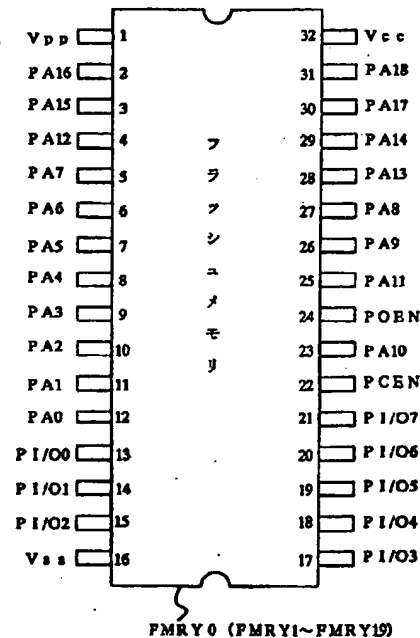 Vpp 1 32 Vcc
PA16 2 31 PA18
PA15 3 30 PA17
PA12 4 29 PA14
PA7 5 28 PA13
PA6 6 27 PA8
PA5 7 26 PA9
PA4 8 25 PA11
PA3 9 24 POEN
PA2 10 23 PA10
PA1 11 22 PCEN
PA0 12 21 PI/O7
PI/O0 13 20 PI/O6
PI/O1 14 19 PI/O5
PI/O2 15 18 PI/O4
Vss 16 17 PI/O3
フラッシュメモリ
FMRY0 (FMRY1~FMRY19)